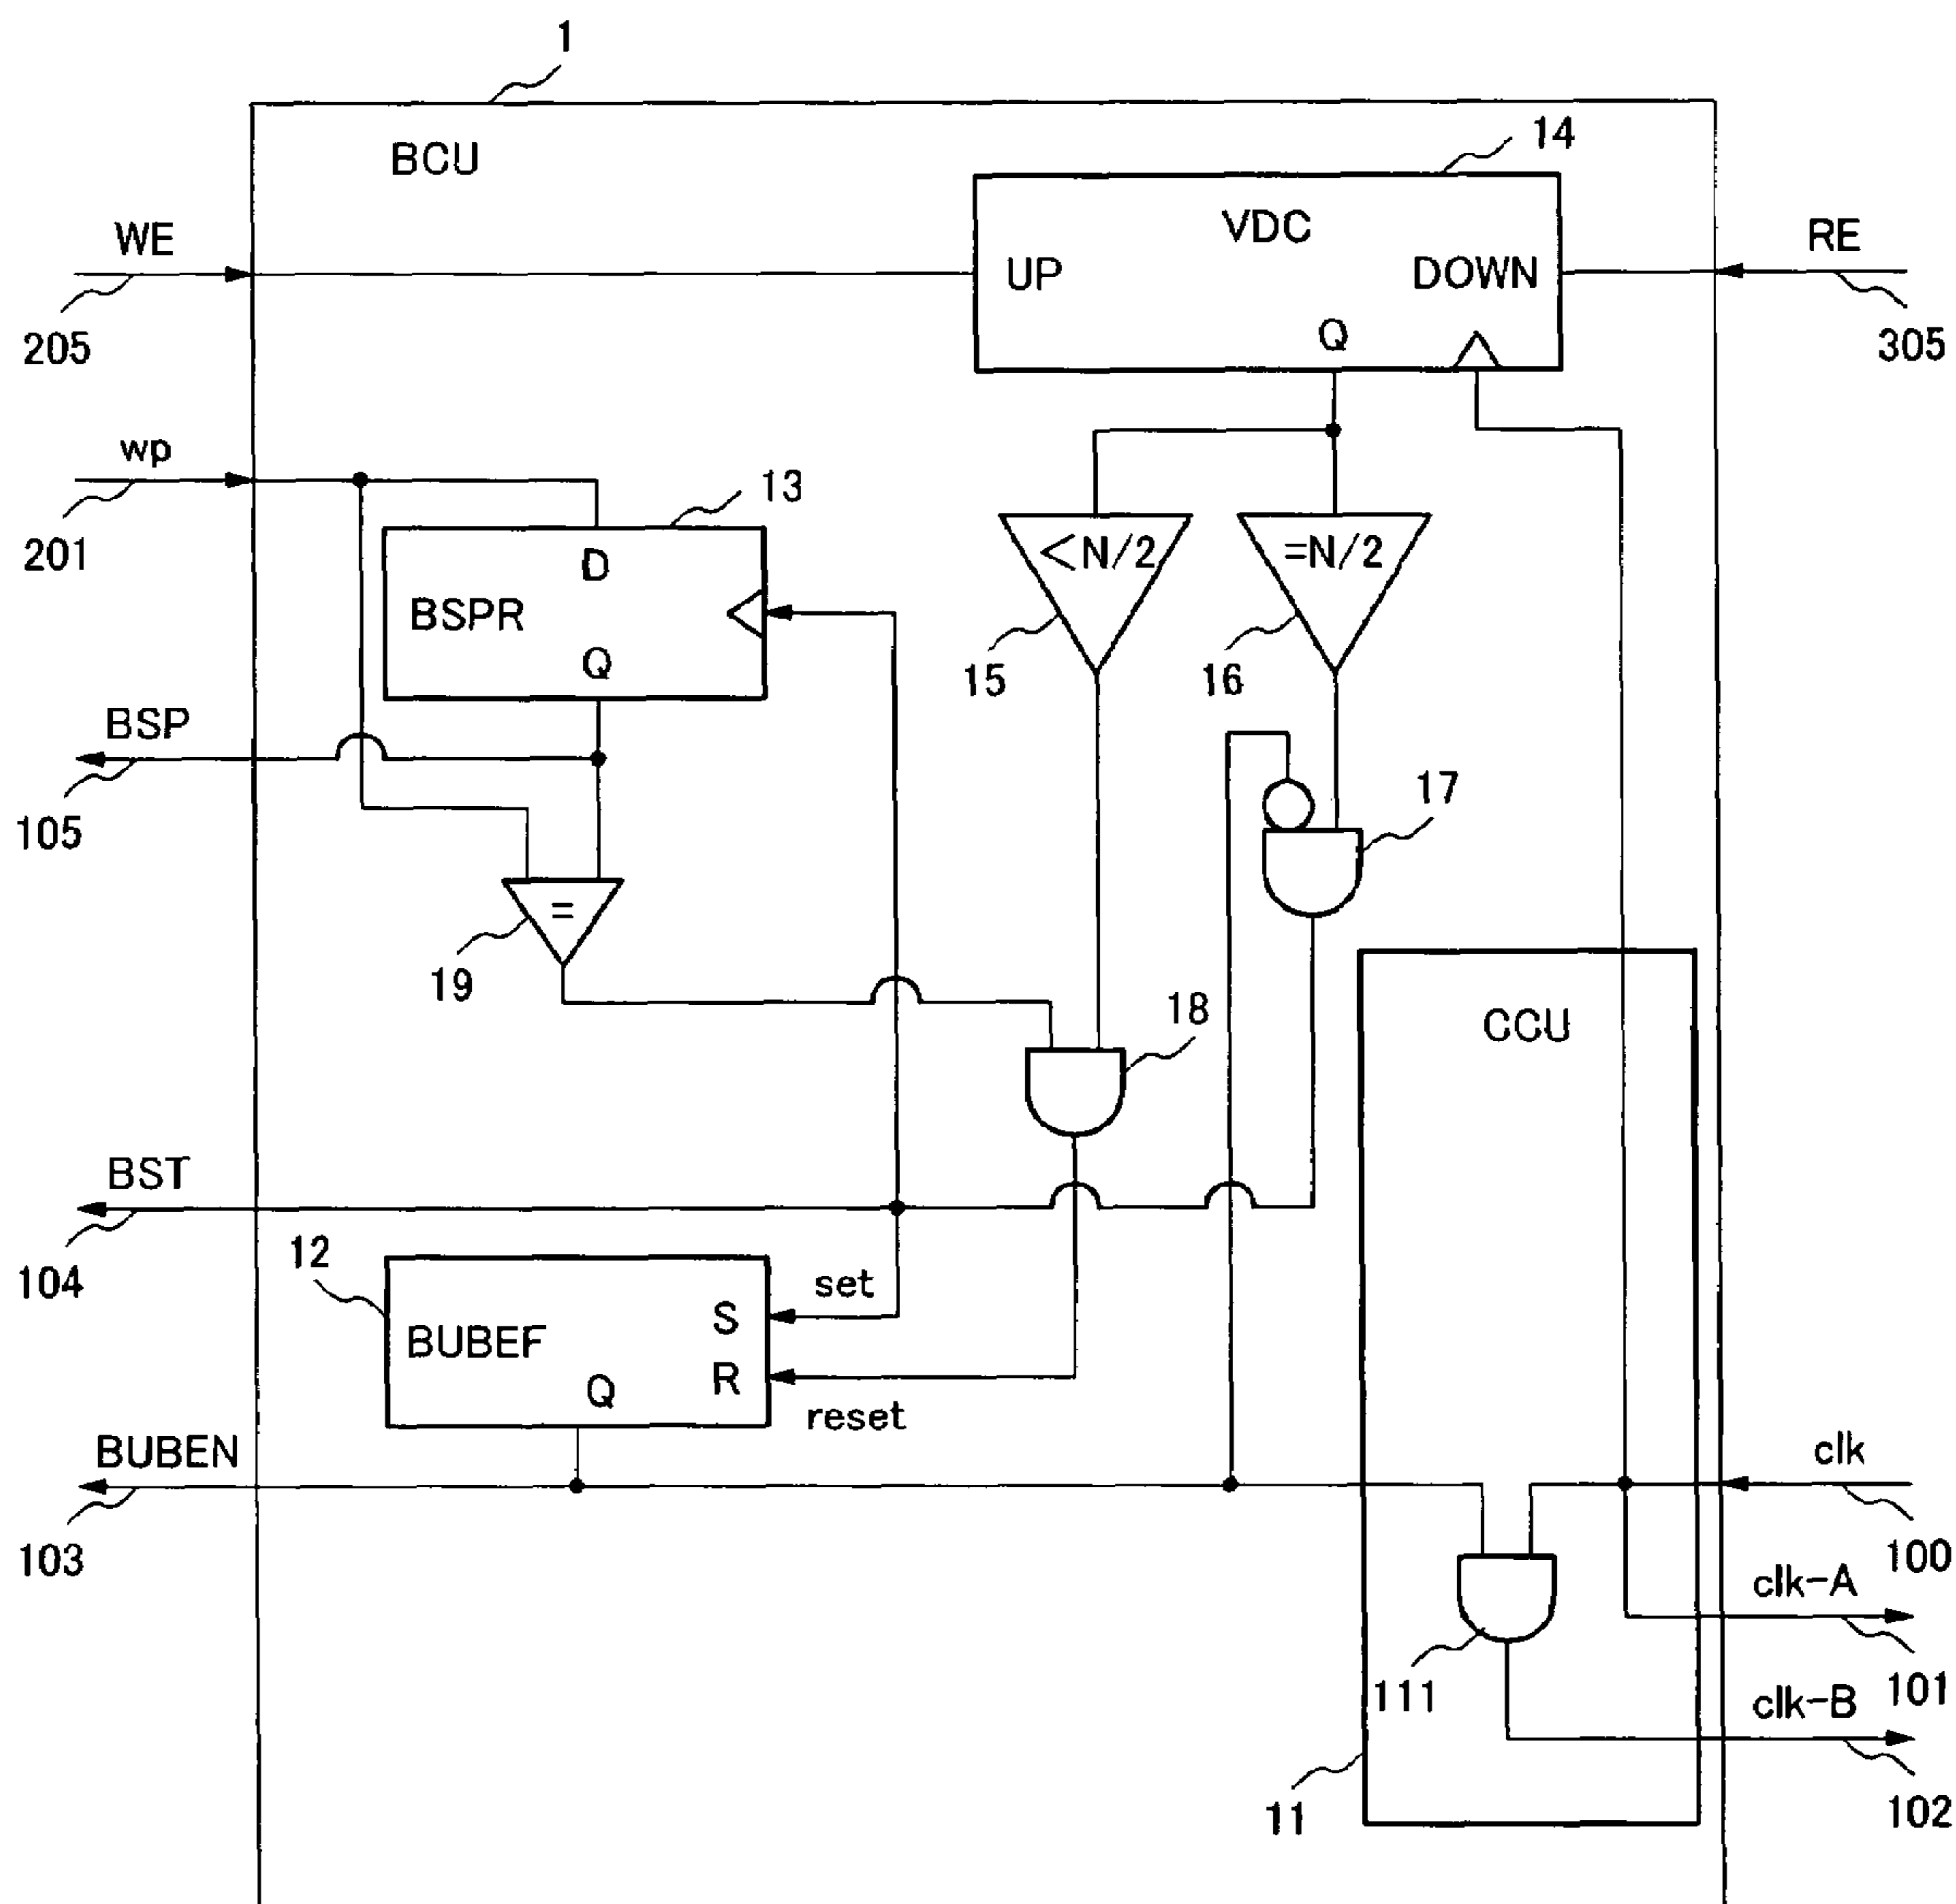 1
BCU
14
VDC
WE
UP
DOWN
RE
205
Q
305
wp
13
201
D
<N/2
=N/2
BSPR
Q
15
16
BSP
105
17
=
19
18
CCU
BST
104
12
set
S
BUBEF
R
Q
reset
BUBEN
clk
103
100
clk-A
111
101
clk-B
11
102